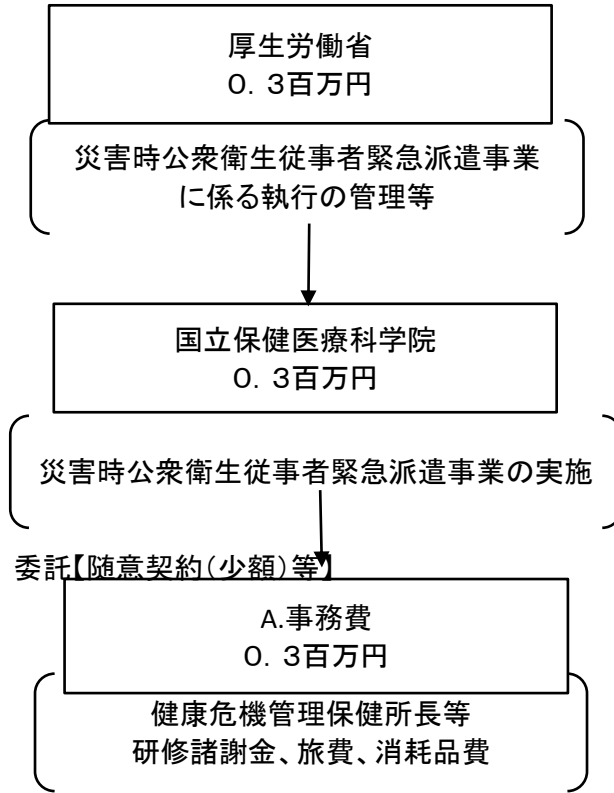 厚生労働省
０．３百万円
災害時公衆衛生従事者緊急派遣事業
に係る執行の管理等
国立保健医療科学院
０．３百万円
災害時公衆衛生従事者緊急派遣事業の実施
委託【随意契約（少額）等】
A.事務費
０．３百万円
健康危機管理保健所長等
研修諸謝金、旅費、消耗品費